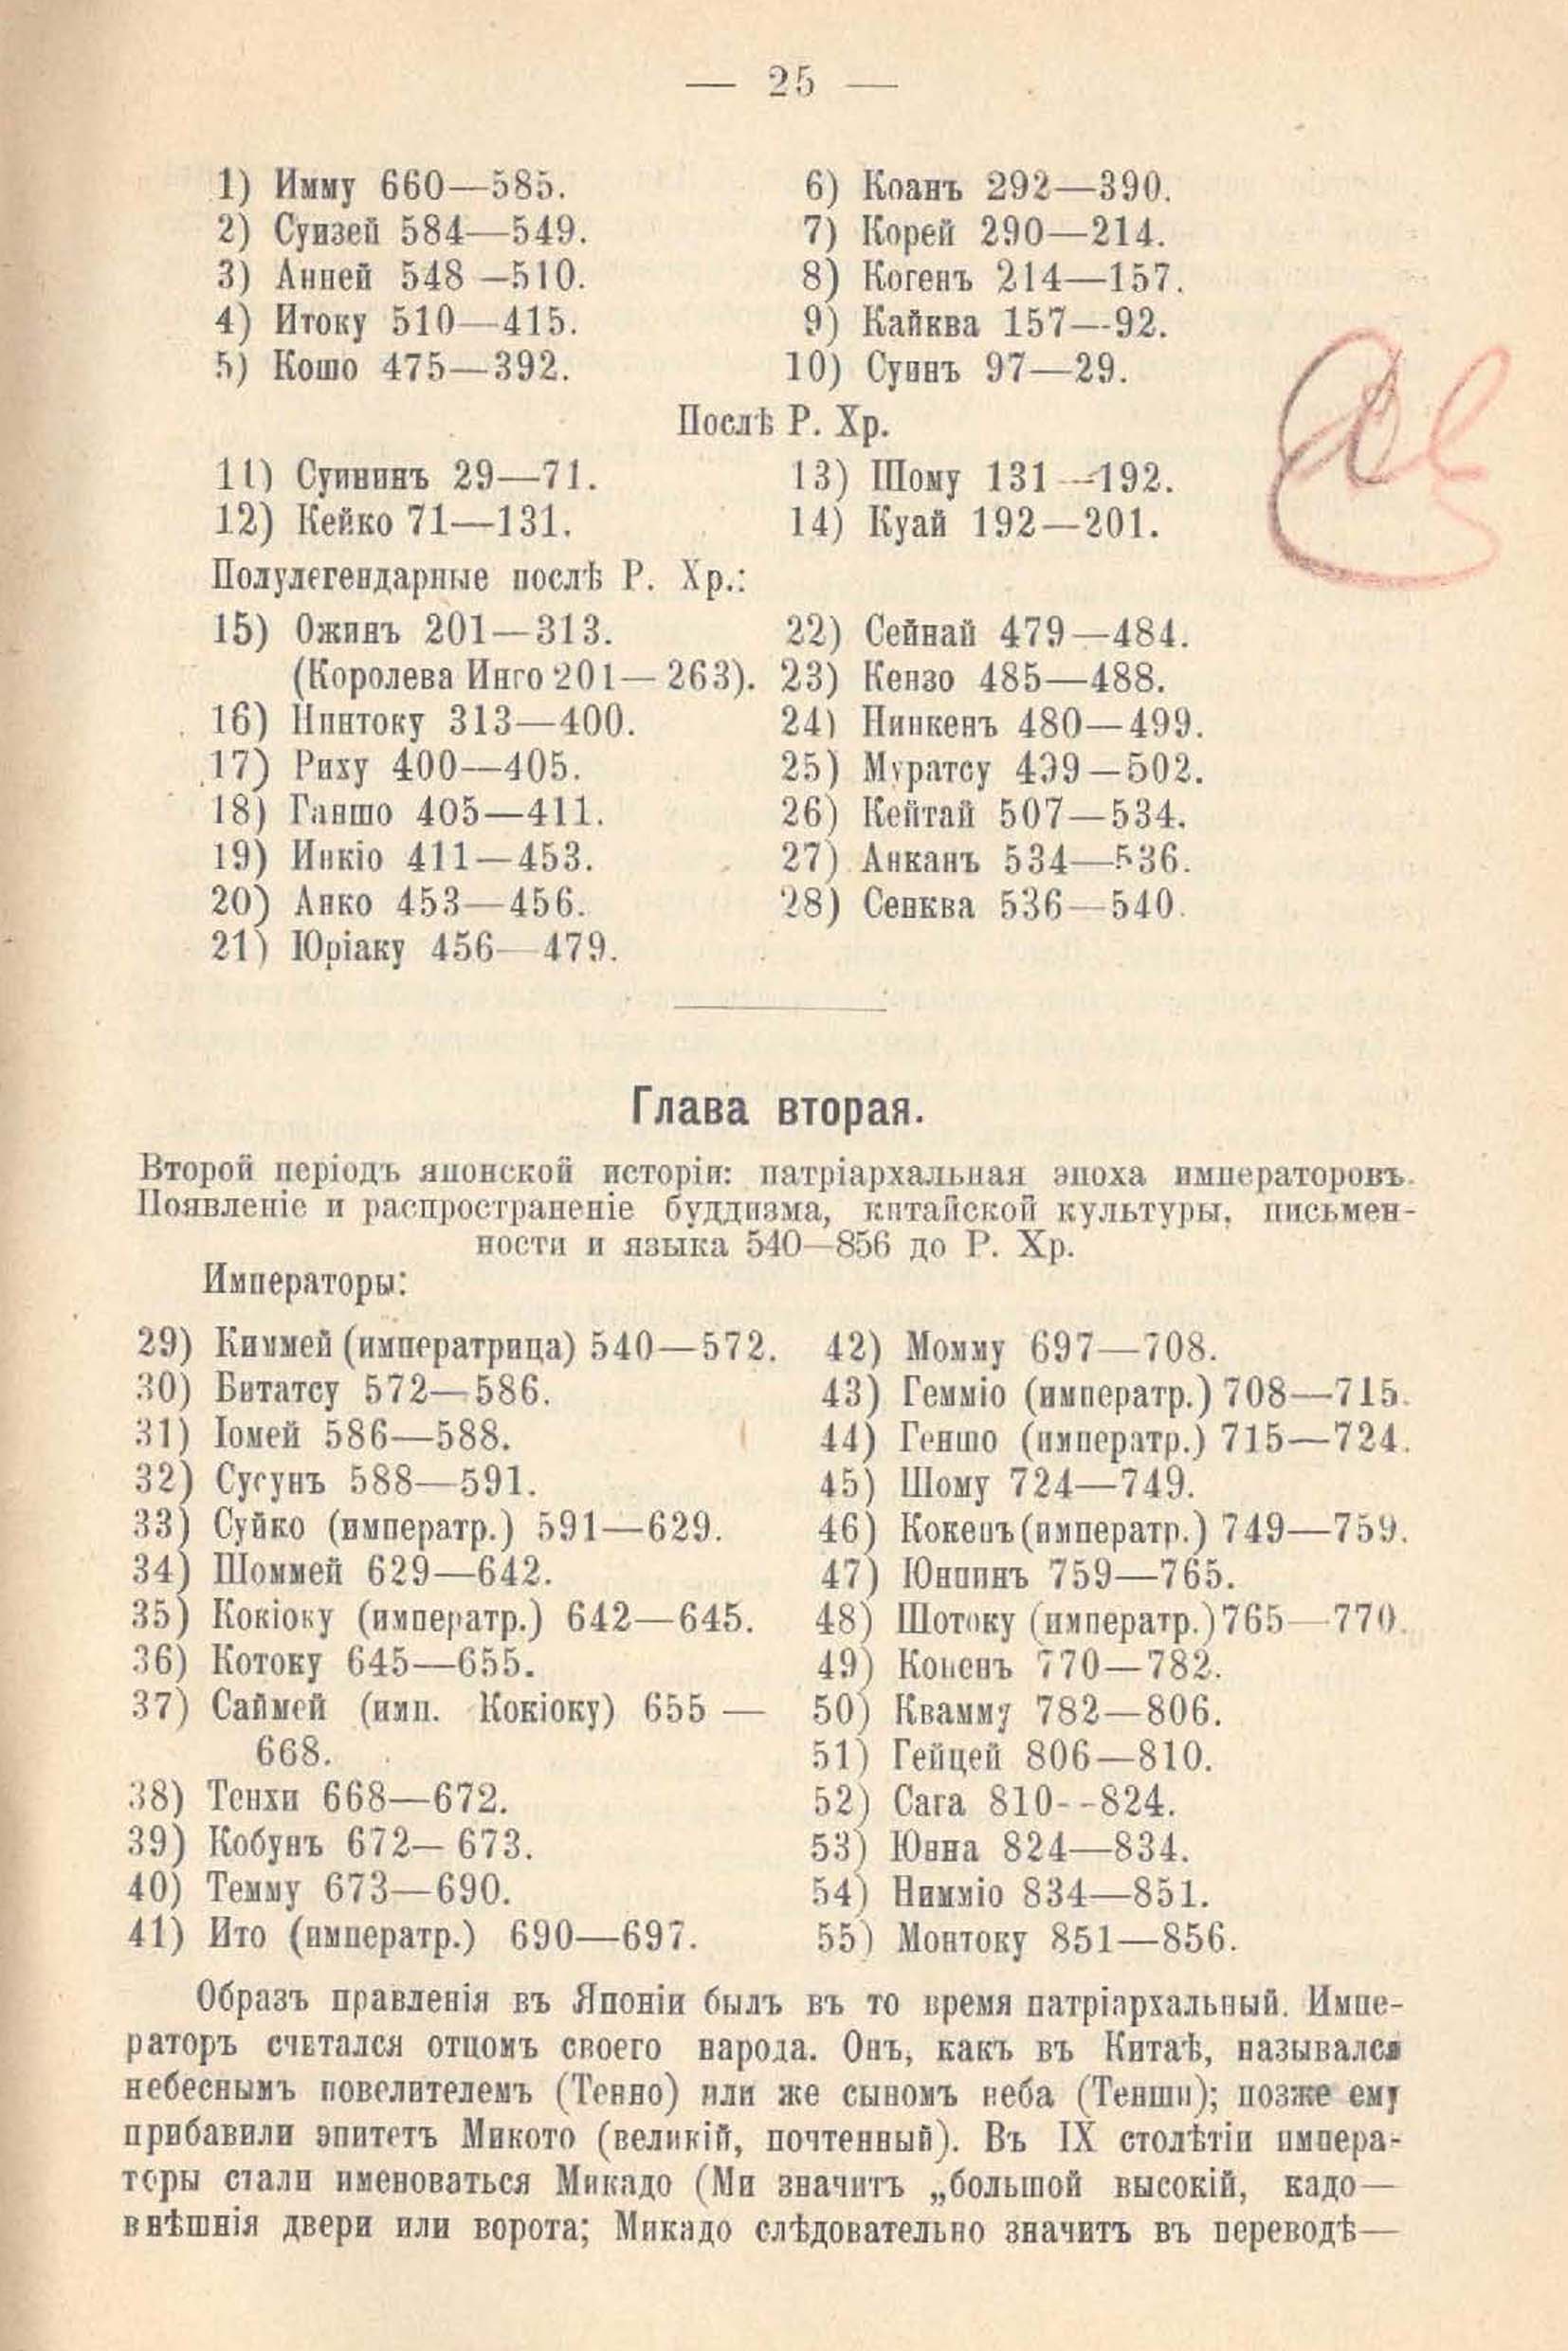 — 25 —
1) Имму 660—585.
2) Суизей 584—549.
3) Анней 548—510.
4) Итоку 510—415.
5) Кошо 475—392.
6) Коанъ 292—390.
7) Корей 290—214.
8) Когенъ 214—157.
9) Кайква 157—92.
10) Суинъ 97—29.
Послѣ Р. Хр.
11) Суининъ 29—71.
12) Кейко 71—131.
13) Шому 131—192.
14) Куай 192—201.
Полулегендарные послѣ Р. Хр.:
15) Ожинъ 201—313.
(Королева Инго 201—263).
16) Нинтоку 313—400.
17) Риху 400—405.
18) Ганшо 405—411.
19) Инкіо 411—453.
20) Анко 453—456.
21) Юріаку 456—479.
22) Сейнай 479—484.
23) Кензо 485—488.
24) Нинкенъ 480—499.
25) Муратсу 499—502.
26) Кейтай 507—534.
27) Анканъ 534—536.
28) Сенква 536—540.
Глава вторая.
Второй періодъ японской исторіи: патріархальная эпоха императоровъ.
Появленіе и распространеніе буддизма, китайской культуры, письмен-
ности и языка 540—856 до Р. Хр.
Императоры:
29) Киммей (императрица) 540—572.
30) Битатсу 572—586.
31) Іомей 586—588.
32) Сусунъ 588—591.
33) Суйко (императр.) 591—629.
34) Шоммей 629—642.
35) Кокіоку (императр.) 642—645.
36) Котоку 645—655.
37) Саймей (имп. Кокіоку) 655—
668.
38) Тенхи 668—672.
39) Кобунъ 672—673.
40) Темму 673—690.
41) Ито (императр.) 690—697.
42) Момму 697—708.
43) Гемміо (императр.) 708—715.
44) Геншо (императр.) 715—724.
45) Шому 724—749.
46) Кокенъ (императр.) 749—759.
47) Юнпинъ 759—765.
48) Шотоку (императр.) 765—770.
49) Коненъ 770—782.
50) Квамму 782—806.
51) Гейцей 806—810.
52) Сага 810--824.
53) Юнна 824—834.
54) Ниммiо 834—851.
55) Монтоку 851—856.
Образъ правленія въ Японіи былъ въ то время патріархальный. Импе-
раторъ считался отцомъ своего народа. Онъ, какъ въ Китаѣ, назывался
небеснымъ повелителемъ (Тенно) или же сыномъ неба (Тенши); позже ему
прибавили эпитетъ Микото (великій, почтенный). Въ IX столѣтіи импера-
торы стали именоваться Микадо (Ми значитъ „большой высокій, кадо—
внѣшнія двери или ворота; Микадо слѣдовательно значитъ въ переводѣ—